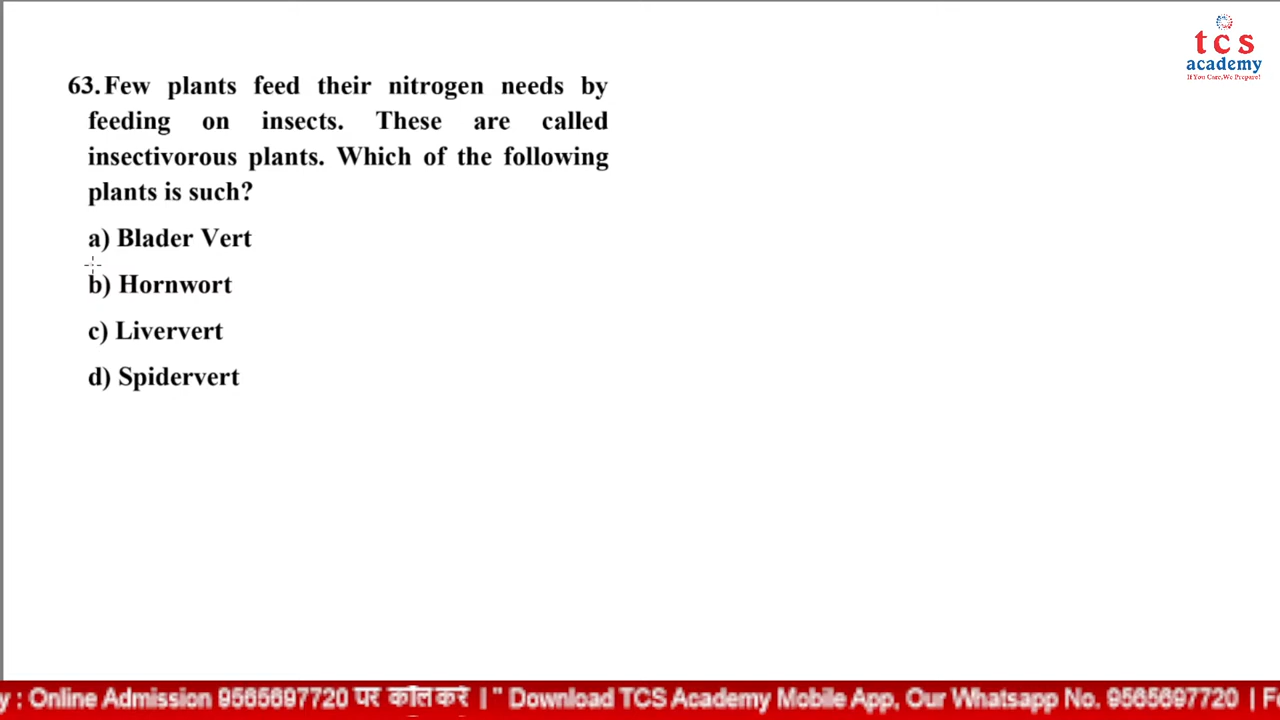 tcs
academy
If You Care, We Prepare!
63. Few plants feed their nitrogen needs by
feeding on insects. These are called
insectivorous plants. Which of the following
plants is such?
a) Blader Vert
b) Hornwort
c) Liververt
d) Spidervert
y : Online Admission 9565697720 पर कॉल करें | " Download TCS Academy Mobile App, Our Whatsapp No. 9565697720 | F